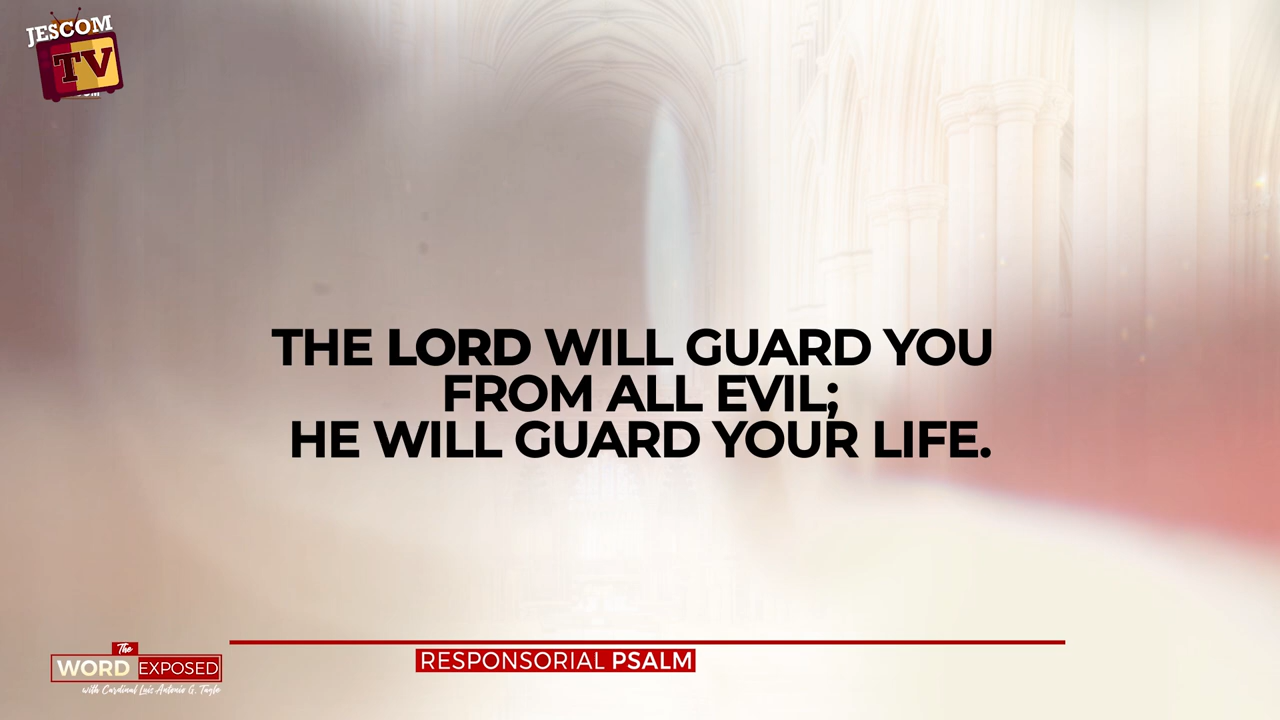 JESCOM
TV
THE LORD WILL GUARD YOU
FROM ALL EVIL;
HE WILL GUARD YOUR LIFE.
The
WORD EXPOSED
with Cardinal Luis Antonio G. Tagle
RESPONSORIAL PSALM